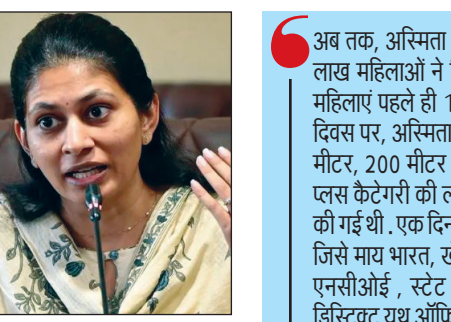 अब तक, अस्मिता
लाख महिलाओं ने
महिलाएं पहले ही 1
दिवस पर, अस्मिता
मीटर, 200 मीटर
प्लस कैटेगरी की
की गई थी . एक दिन
जिसे माय भारत,
एनसीओई , स्टेट
डिस्ट्रिक्ट यूथ